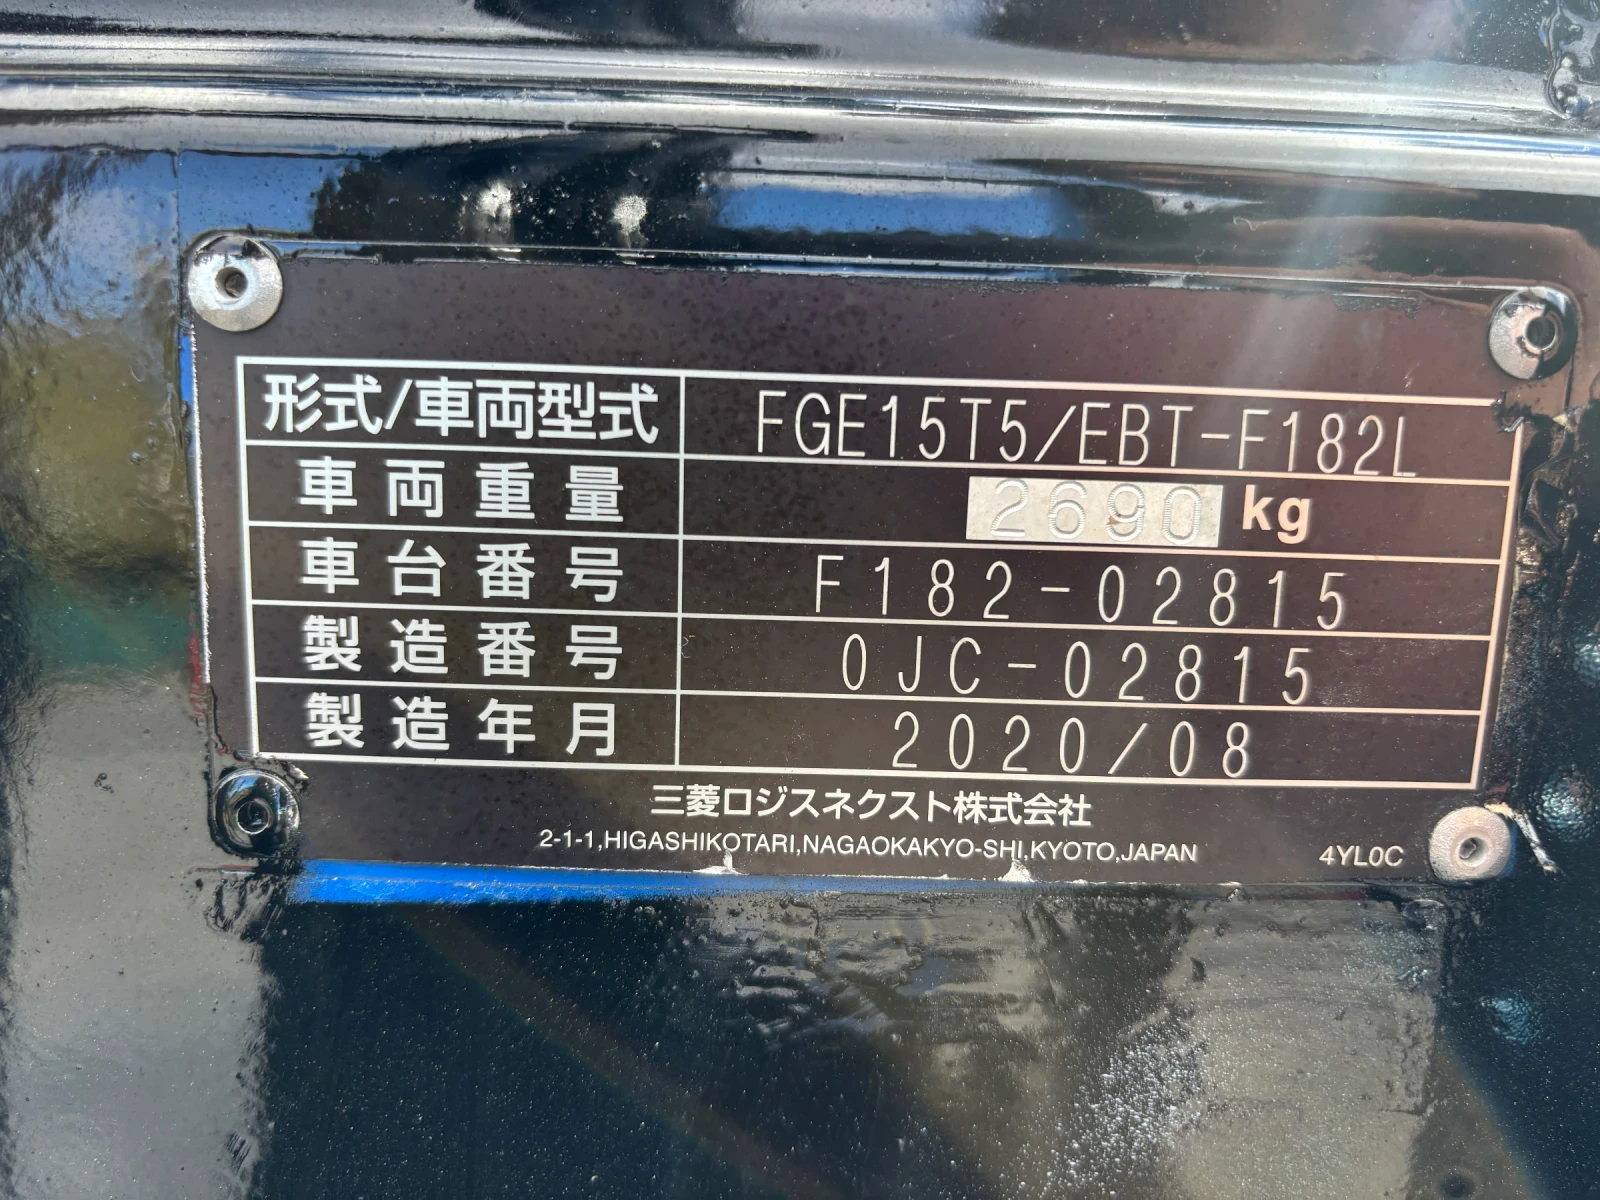 形式/車両型式 FGE15T5/EBT-F182L
車両重量 2690 kg
車台番号 F182-02815
製造番号 0JC-02815
製造年月 2020/08
三菱ロジスネクスト株式会社
2-1-1,HIGASHIKOTARI,NAGAOKAKYO-SHI,KYOTO,JAPAN 4YL0C